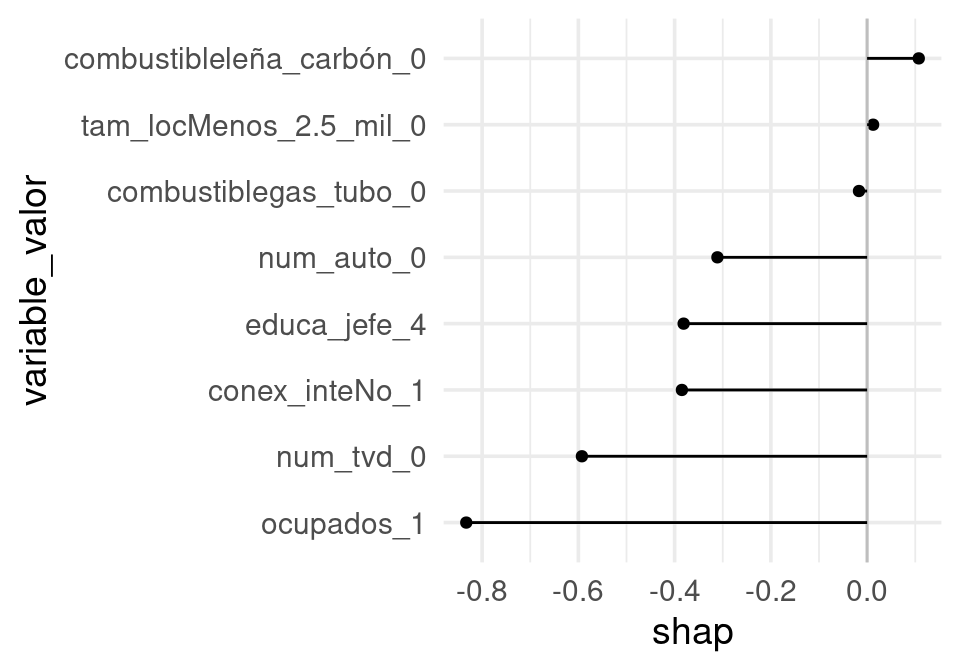 combustibleleña_carbón_0
tam_locMenos_2.5_mil_0
combustiblegas_tubo_0
num_auto_0
educa_jefe_4
conex_inteNo_1
num_tvd_0
ocupados_1
variable_valor
-0.8 -0.6 -0.4 -0.2 0.0
shap